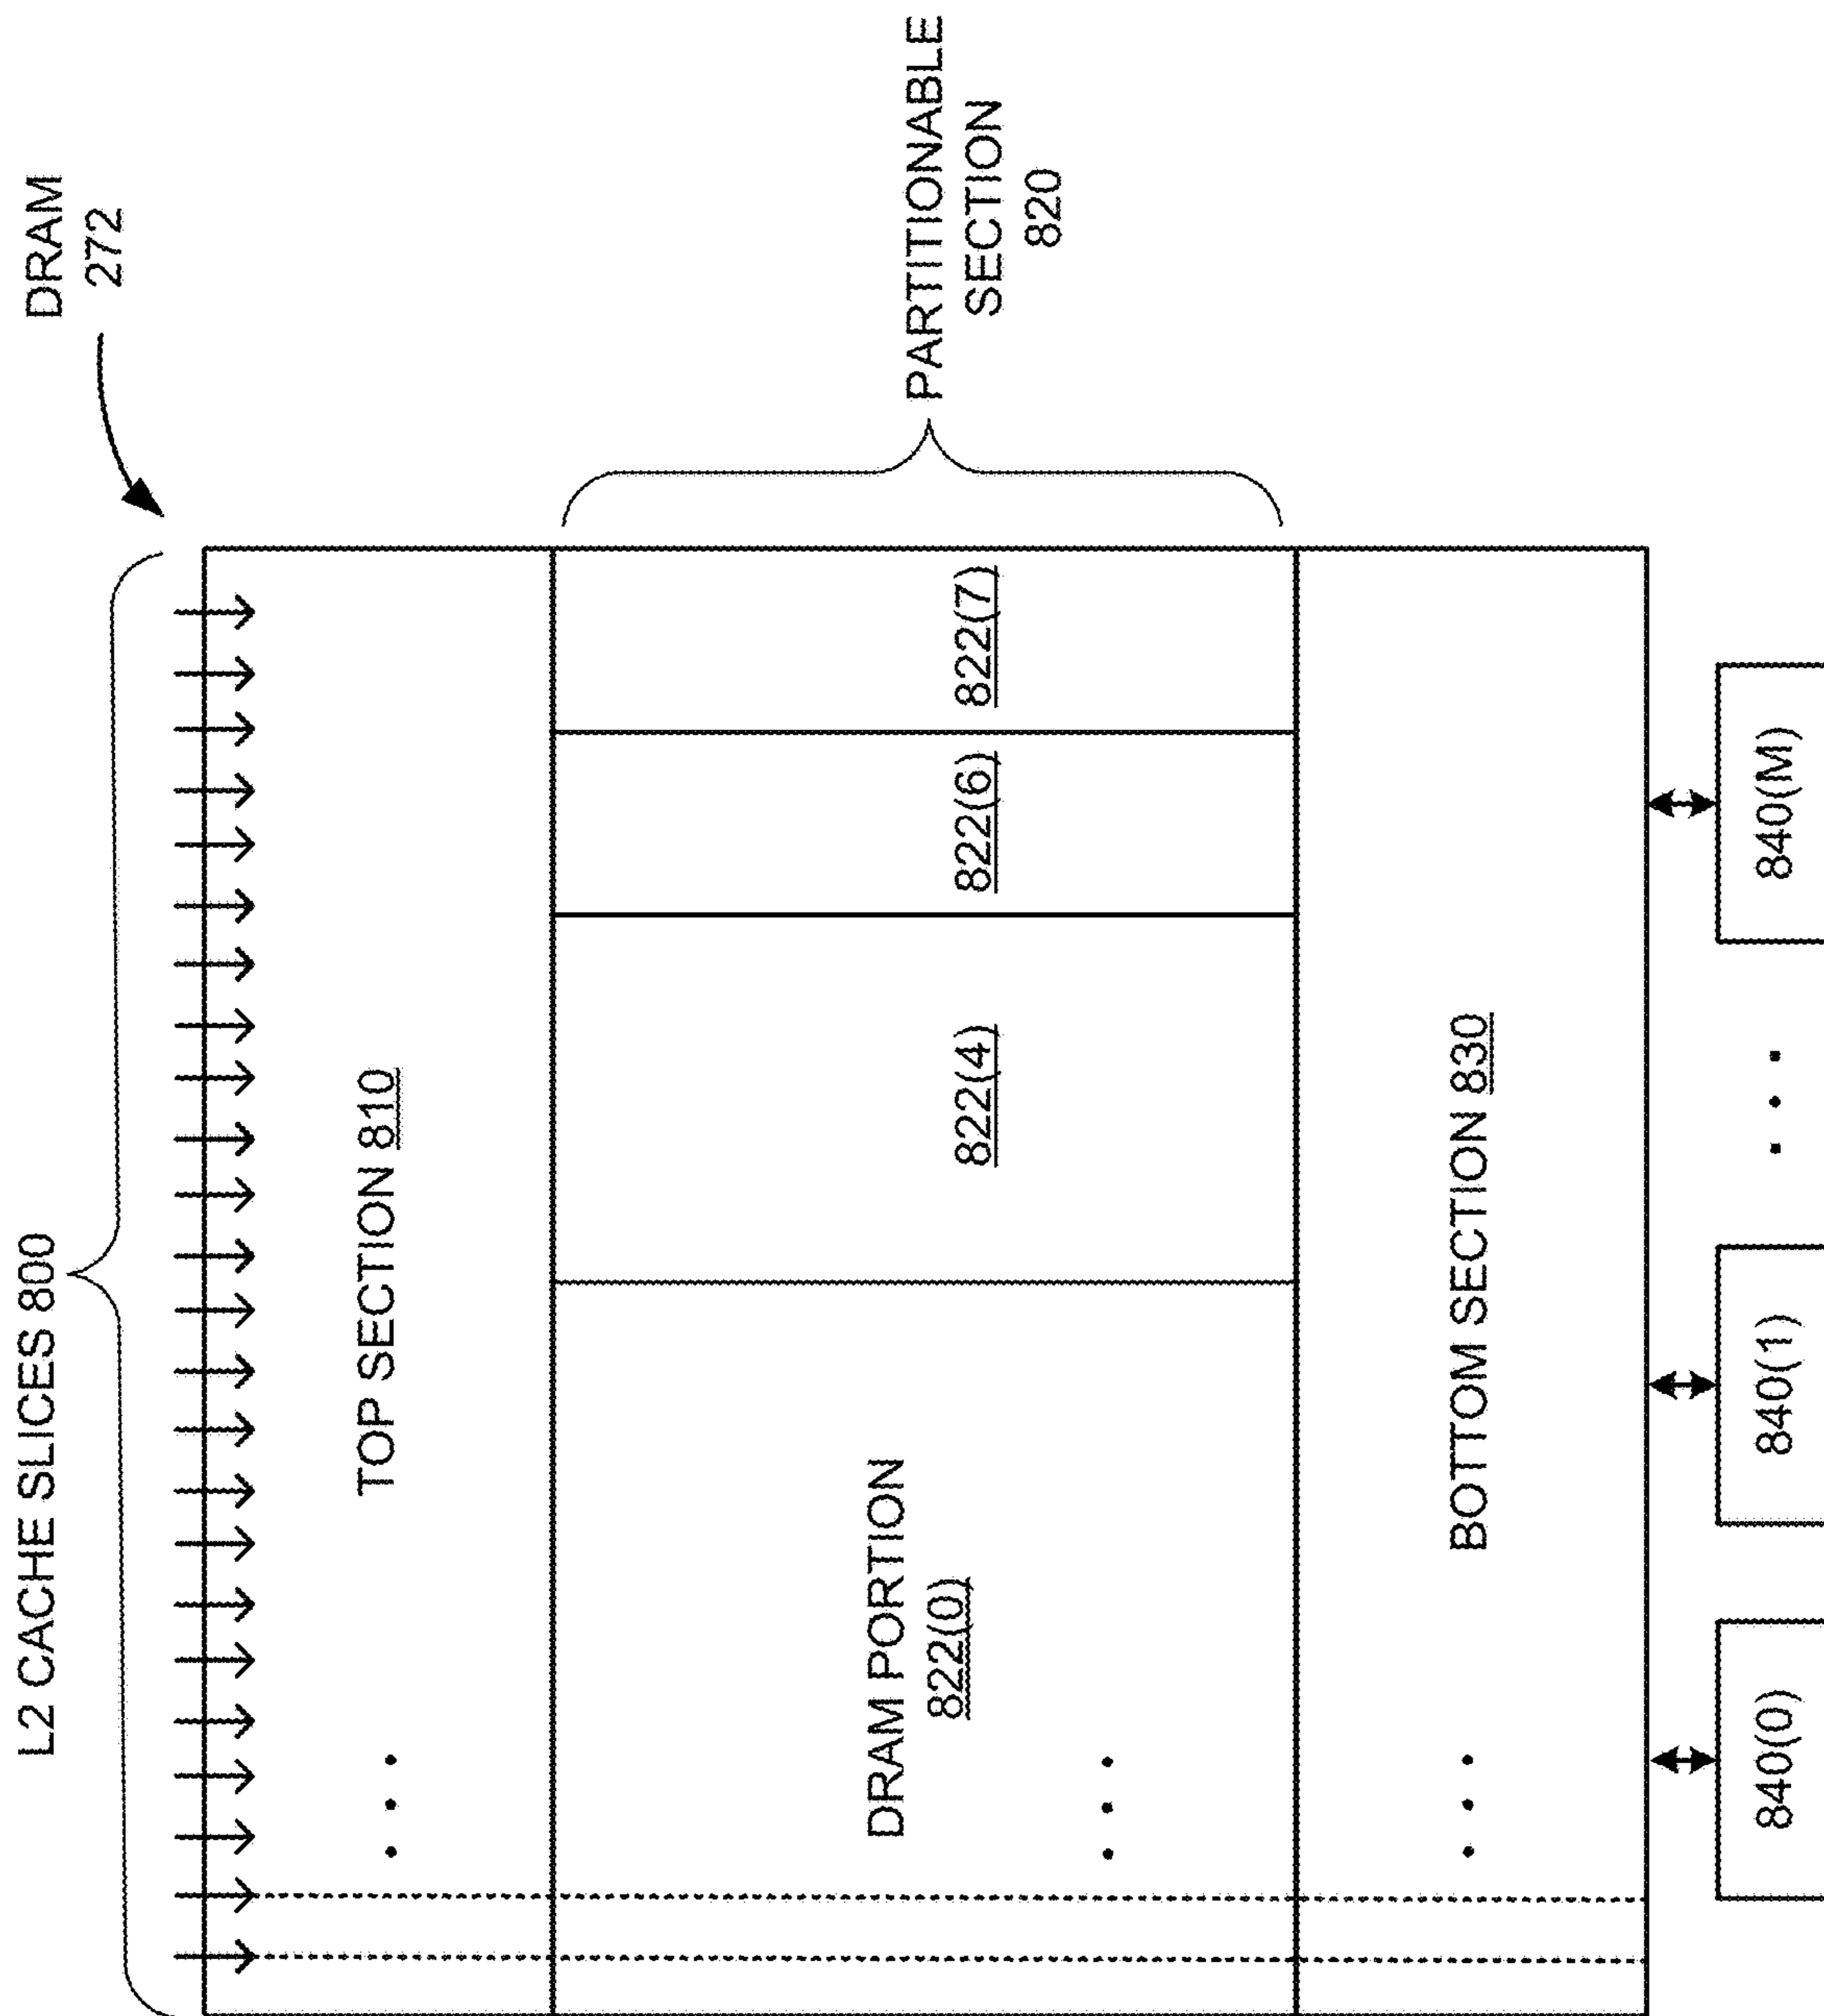 L2 CACHE SLICES 800
DRAM
272
TOP SECTION 810
DRAM PORTION
822(0)
822(4)
822(6)
822(7)
PARTITIONABLE
SECTION
820
BOTTOM SECTION 830
840(0)
840(1)
840(M)